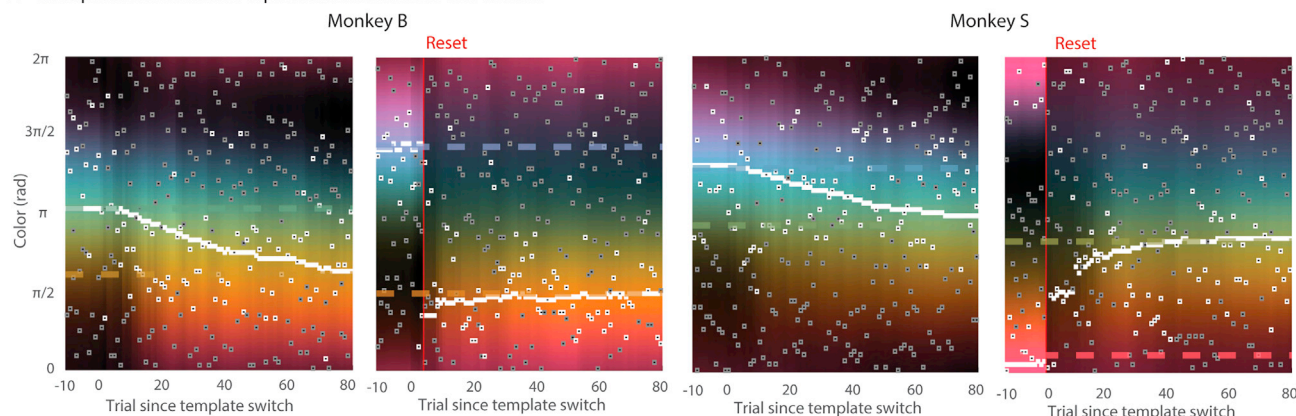 Monkey B
Monkey S
Reset
Reset
2π
3π/2
π
π/2
0
Color (rad)
-10 0 20 40 60 80
-10 0 20 40 60 80
-10 0 20 40 60 80
-10 0 20 40 60 80
Trial since template switch
Trial since template switch
Trial since template switch
Trial since template switch